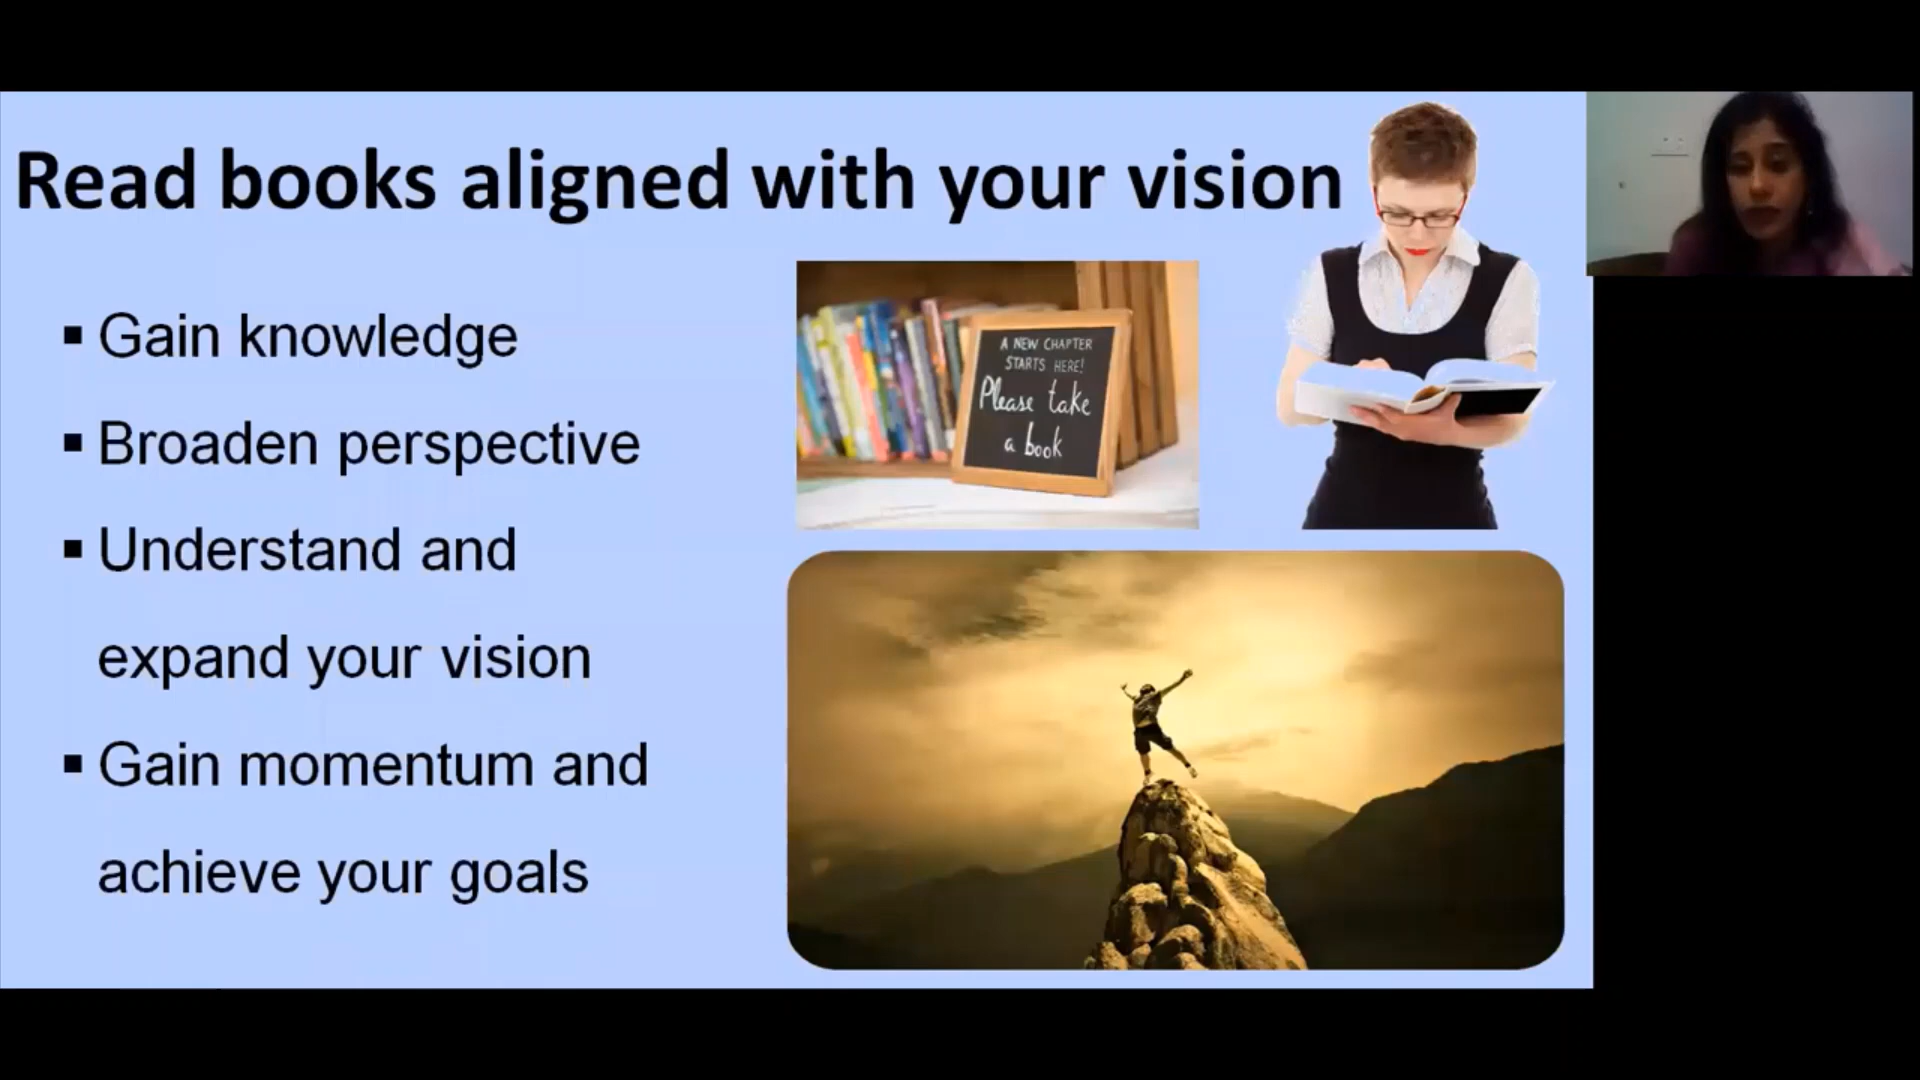 Read books aligned with your vision
▪ Gain knowledge
▪ Broaden perspective
▪ Understand and
expand your vision
▪ Gain momentum and
achieve your goals
A NEW CHAPTER
STARTS HERE!
Please take
a book